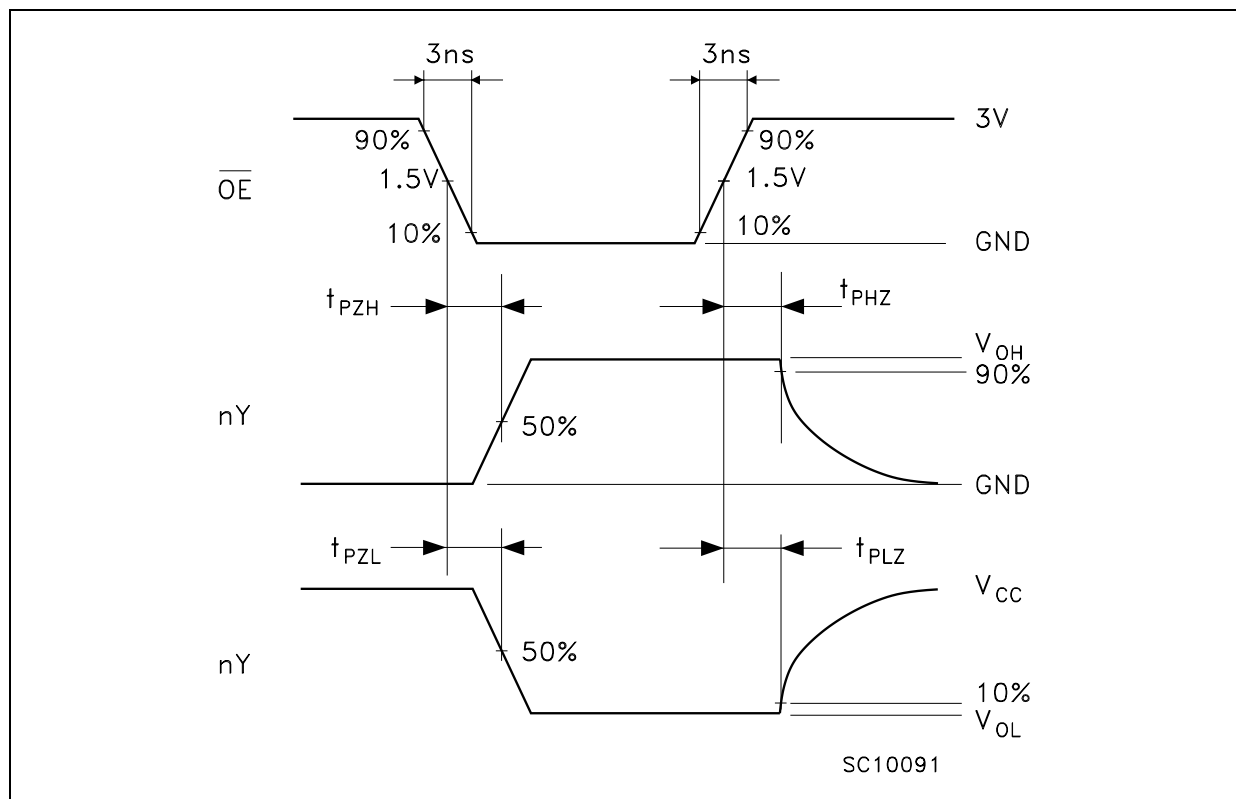 3ns 3ns
3V
90% 90%
1.5V 1.5V
OE
10% 10%
GND
tPZH tPHZ
VOH
90%
nY
50%
GND
tPZL tPLZ
VCC
nY
50%
10%
VOL
SC10091